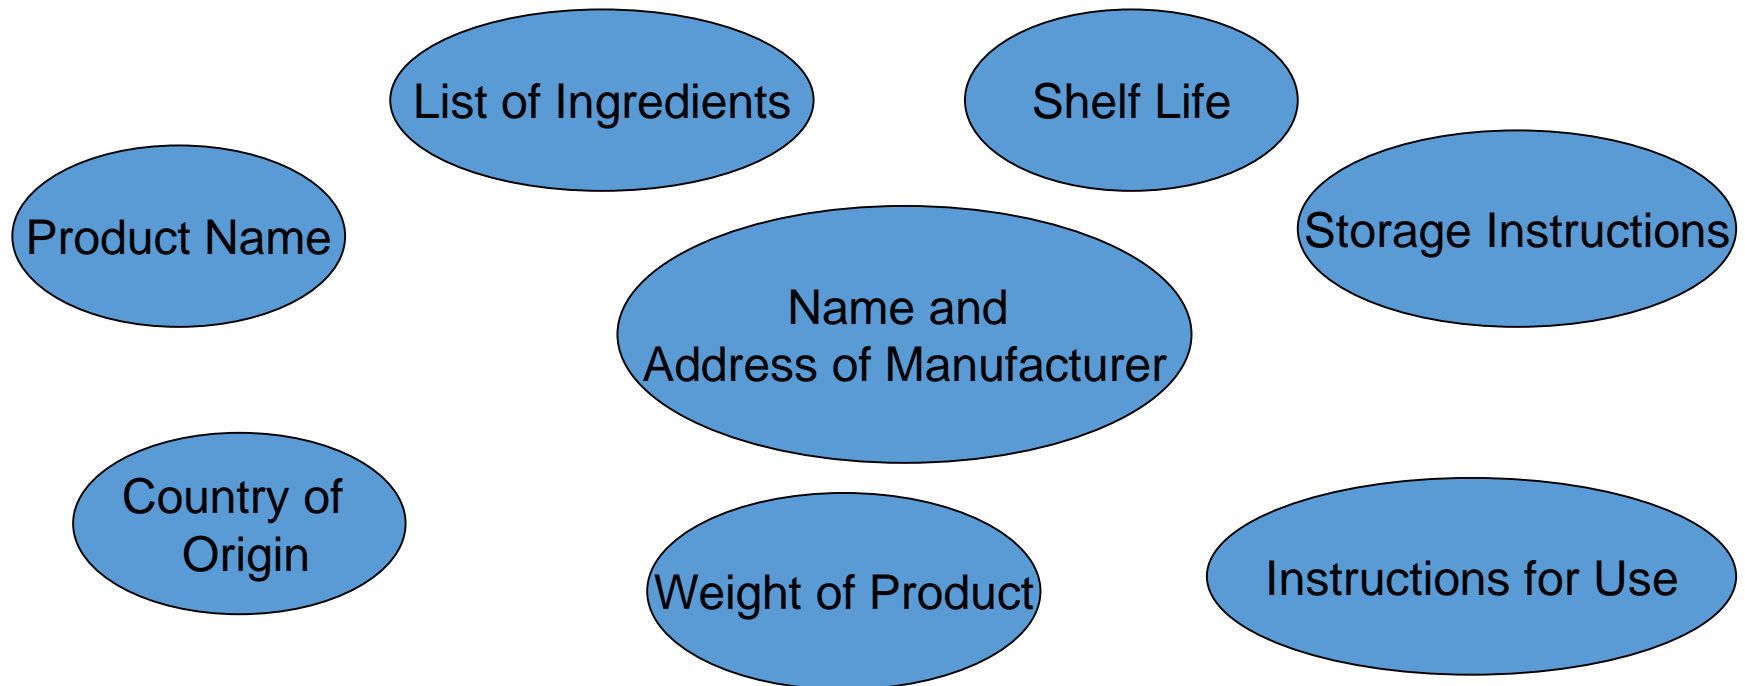 List of Ingredients
Shelf Life
Product Name
Storage Instructions
Name and
Address of Manufacturer
Country of
Origin
Weight of Product
Instructions for Use